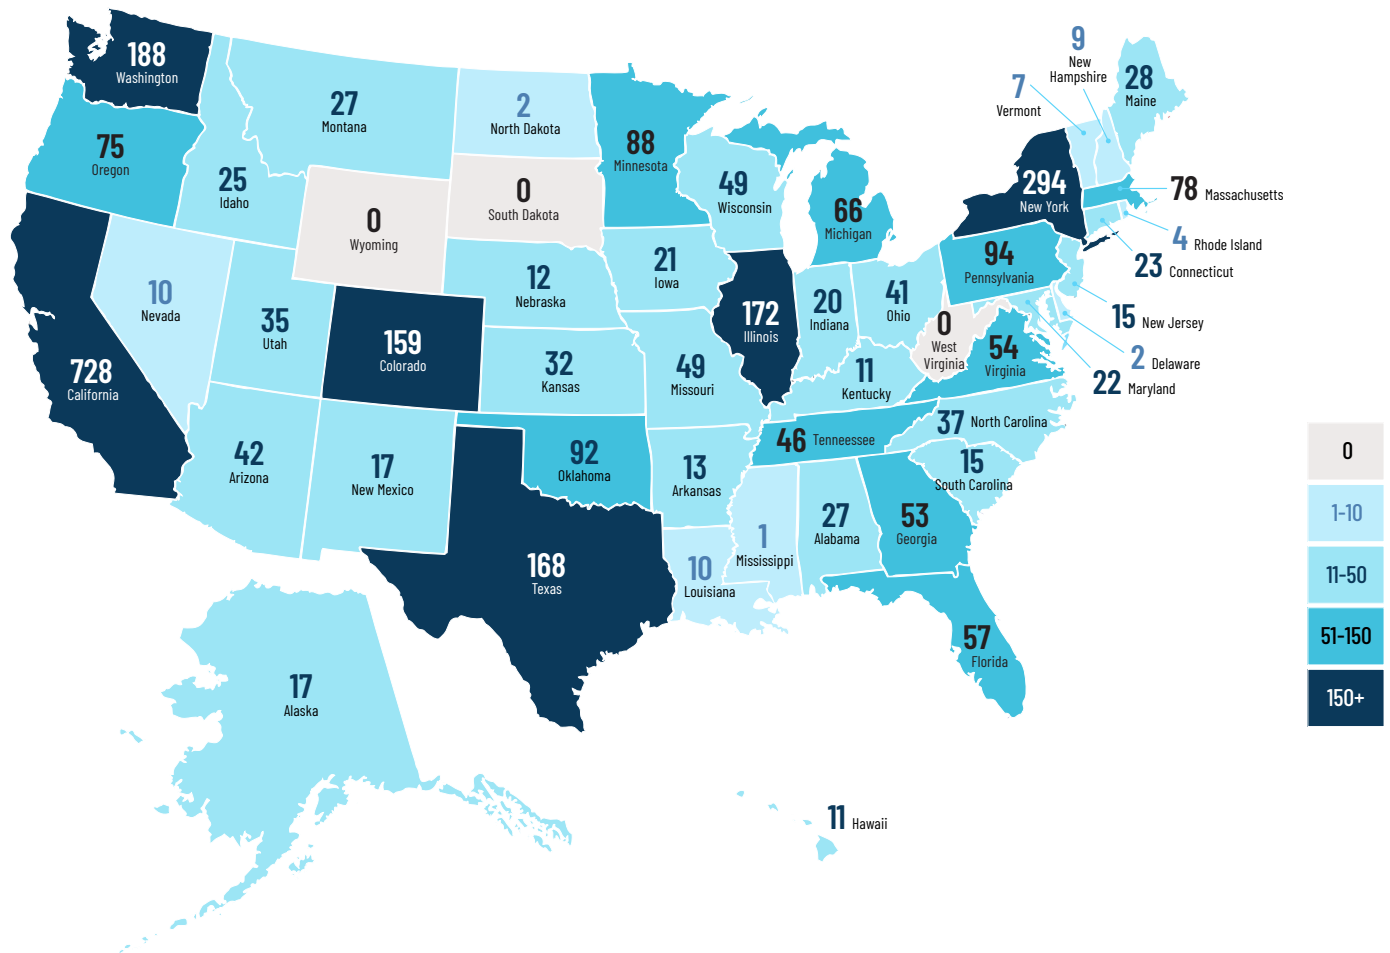 188
Washington
75
Oregon
728
California
10
Nevada
25
Idaho
27
Montana
0
Wyoming
35
Utah
159
Colorado
42
Arizona
17
New Mexico
2
North Dakota
0
South Dakota
12
Nebraska
32
Kansas
92
Oklahoma
168
Texas
88
Minnesota
21
Iowa
49
Missouri
13
Arkansas
10
Louisiana
49
Wisconsin
172
Illinois
66
Michigan
20
Indiana
41
Ohio
11
Kentucky
46 Tenneessee
1
Mississippi
27
Alabama
53
Georgia
57
Florida
15
South Carolina
37 North Carolina
54
Virginia
0
West
Virginia
94
Pennsylvania
294
New York
7
Vermont
9
New
Hampshire
28
Maine
78 Massachusetts
4 Rhode Island
23 Connecticut
15 New Jersey
2 Delaware
22 Maryland
17
Alaska
11 Hawaii
0
1-10
11-50
51-150
150+